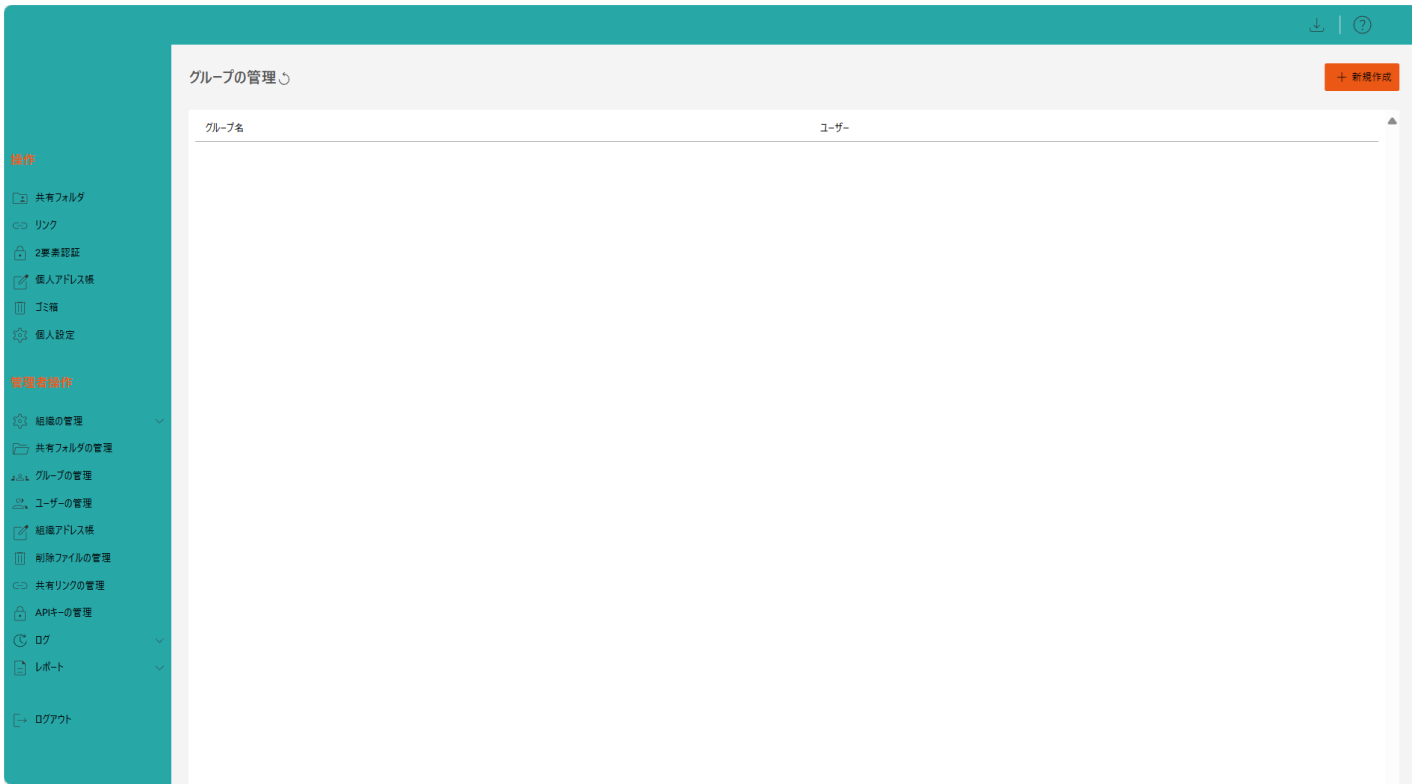 グループの管理
新規作成
グループ名 ユーザー
操作
共有フォルダ
リンク
2要素認証
個人アドレス帳
ゴミ箱
個人設定
管理者操作
組織の管理
共有フォルダの管理
グループの管理
ユーザーの管理
組織アドレス帳
削除ファイルの管理
共有リンクの管理
APIキーの管理
ログ
レポート
ログアウト